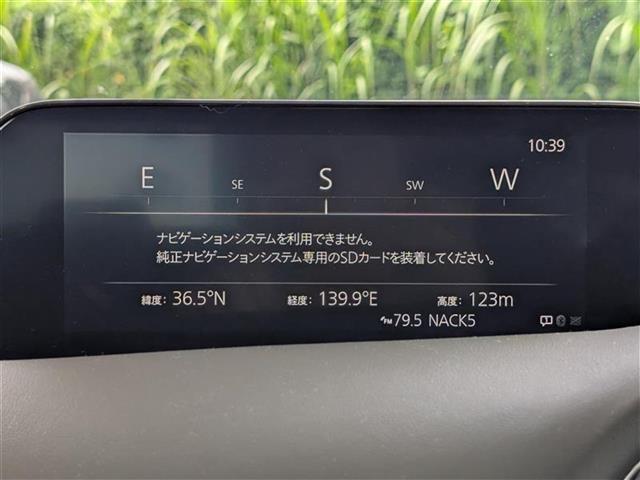 10:39
E SE S SW W
ナビゲーションシステムを利用できません。
純正ナビゲーションシステム専用のSDカードを装着してください。
緯度: 36.5°N 経度: 139.9°E 高度: 123m
FM 79.5 NACK5